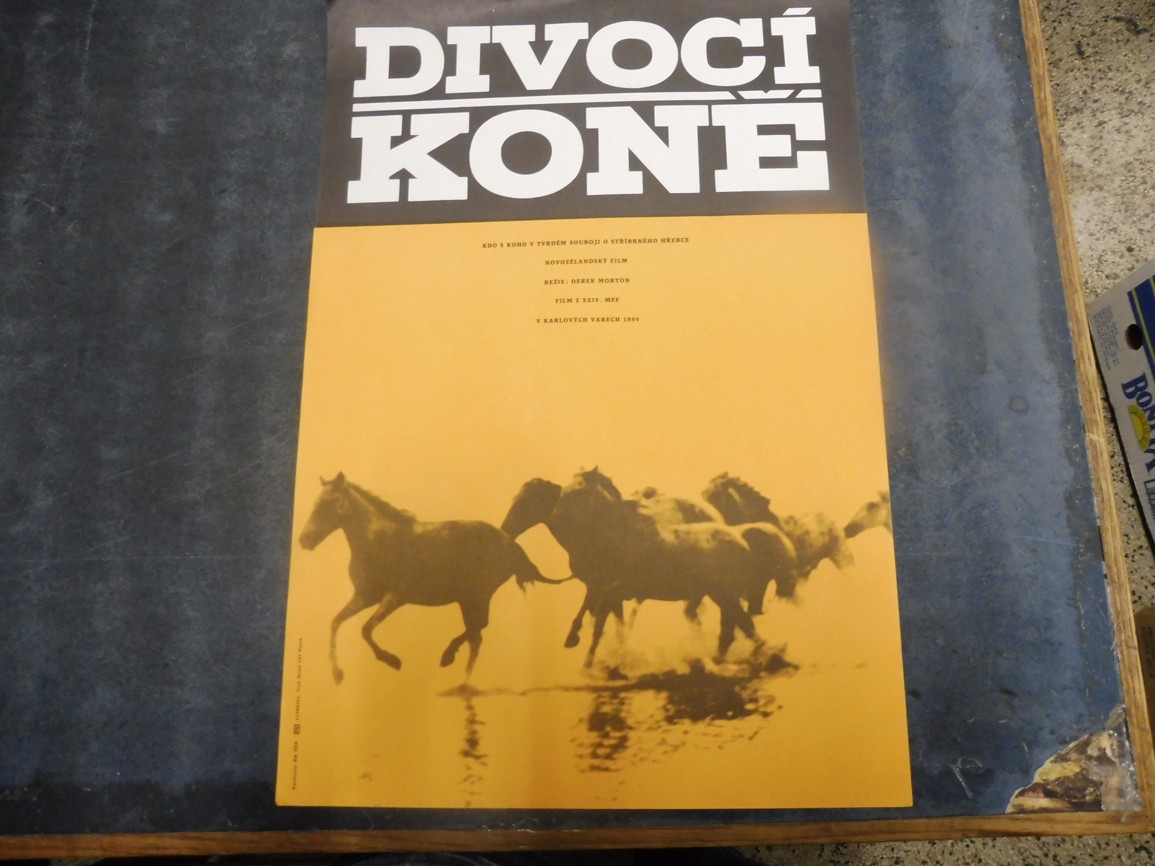 DIVOCÍ
KONĚ
KDO S KOHO V TVRDÉM SOUBOJI O STŘÍBRNÉHO HŘEBCE
NOVOZÉLANDSKÝ FILM
REŽIE: DEREK MORTON
FILM Z XXIV. MFF
V KARLOVÝCH VARECH 1984